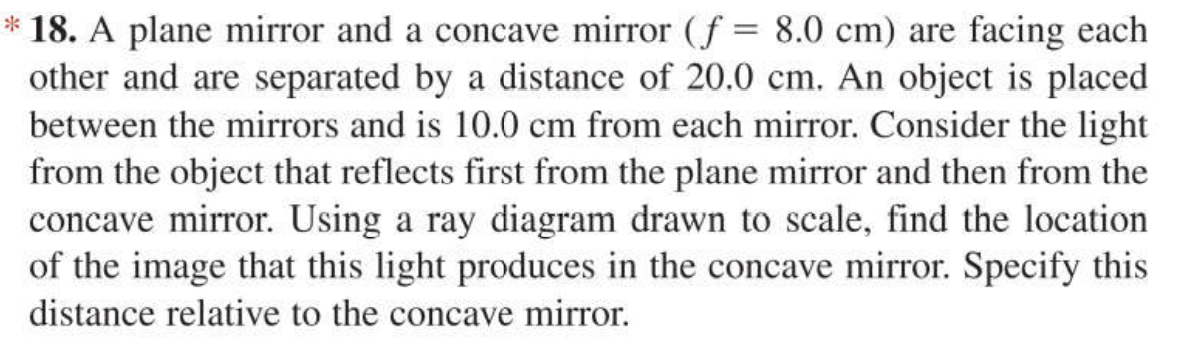 * 18. A plane mirror and a concave mirror (f = 8.0 cm) are facing each
other and are separated by a distance of 20.0 cm. An object is placed
between the mirrors and is 10.0 cm from each mirror. Consider the light
from the object that reflects first from the plane mirror and then from the
concave mirror. Using a ray diagram drawn to scale, find the location
of the image that this light produces in the concave mirror. Specify this
distance relative to the concave mirror.